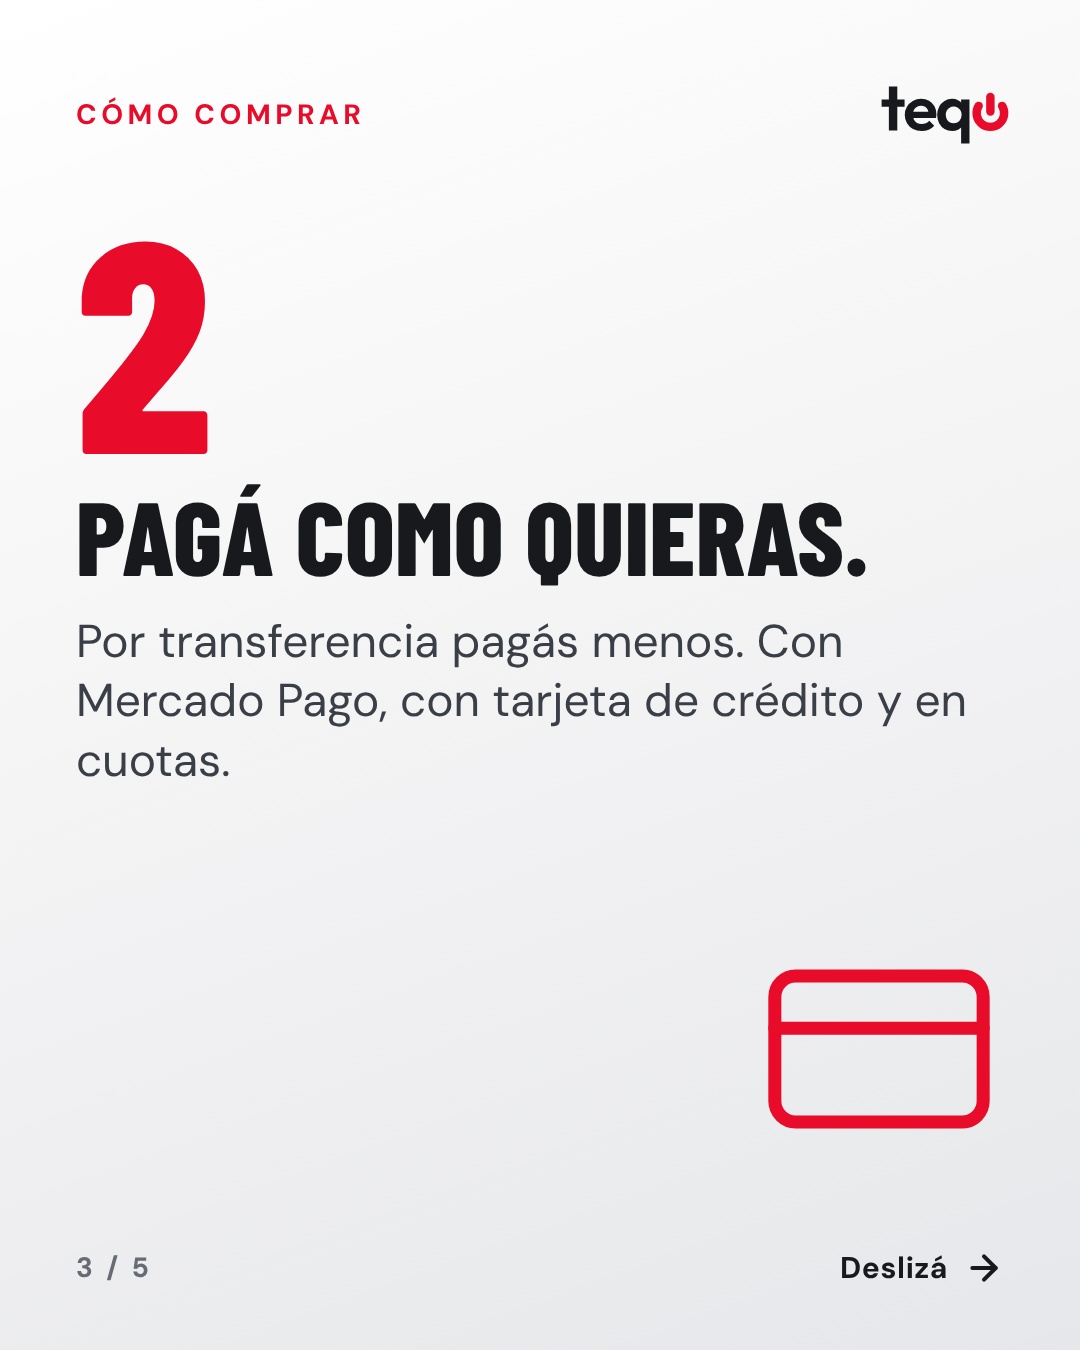 CÓMO COMPRAR
teqo
2
PAGÁ COMO QUIERAS.
Por transferencia pagás menos. Con
Mercado Pago, con tarjeta de crédito y en
cuotas.
3 / 5
Deslizá →